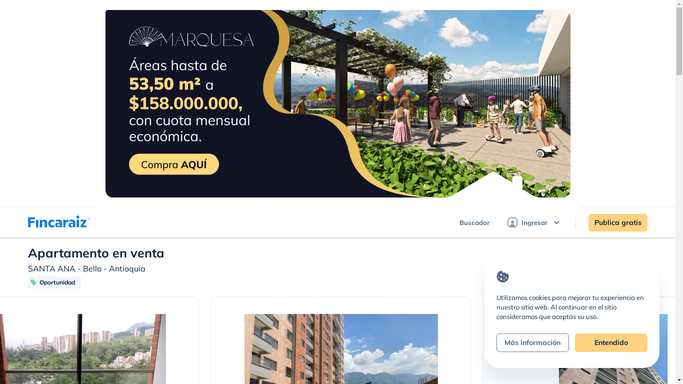 MARQUESA
Áreas hasta de
53,50 m² a
$158.000.000,
con cuota mensual
económica.
Compra AQUÍ
Fincaraiz
Buscador
Ingresar
Publica gratis
Apartamento en venta
SANTA ANA - Bello - Antioquia
Oportunidad
Utilizamos cookies para mejorar tu experiencia en
nuestro sitio web. Al continuar en el sitio
consideramos que aceptas su uso.
Más información
Entendido